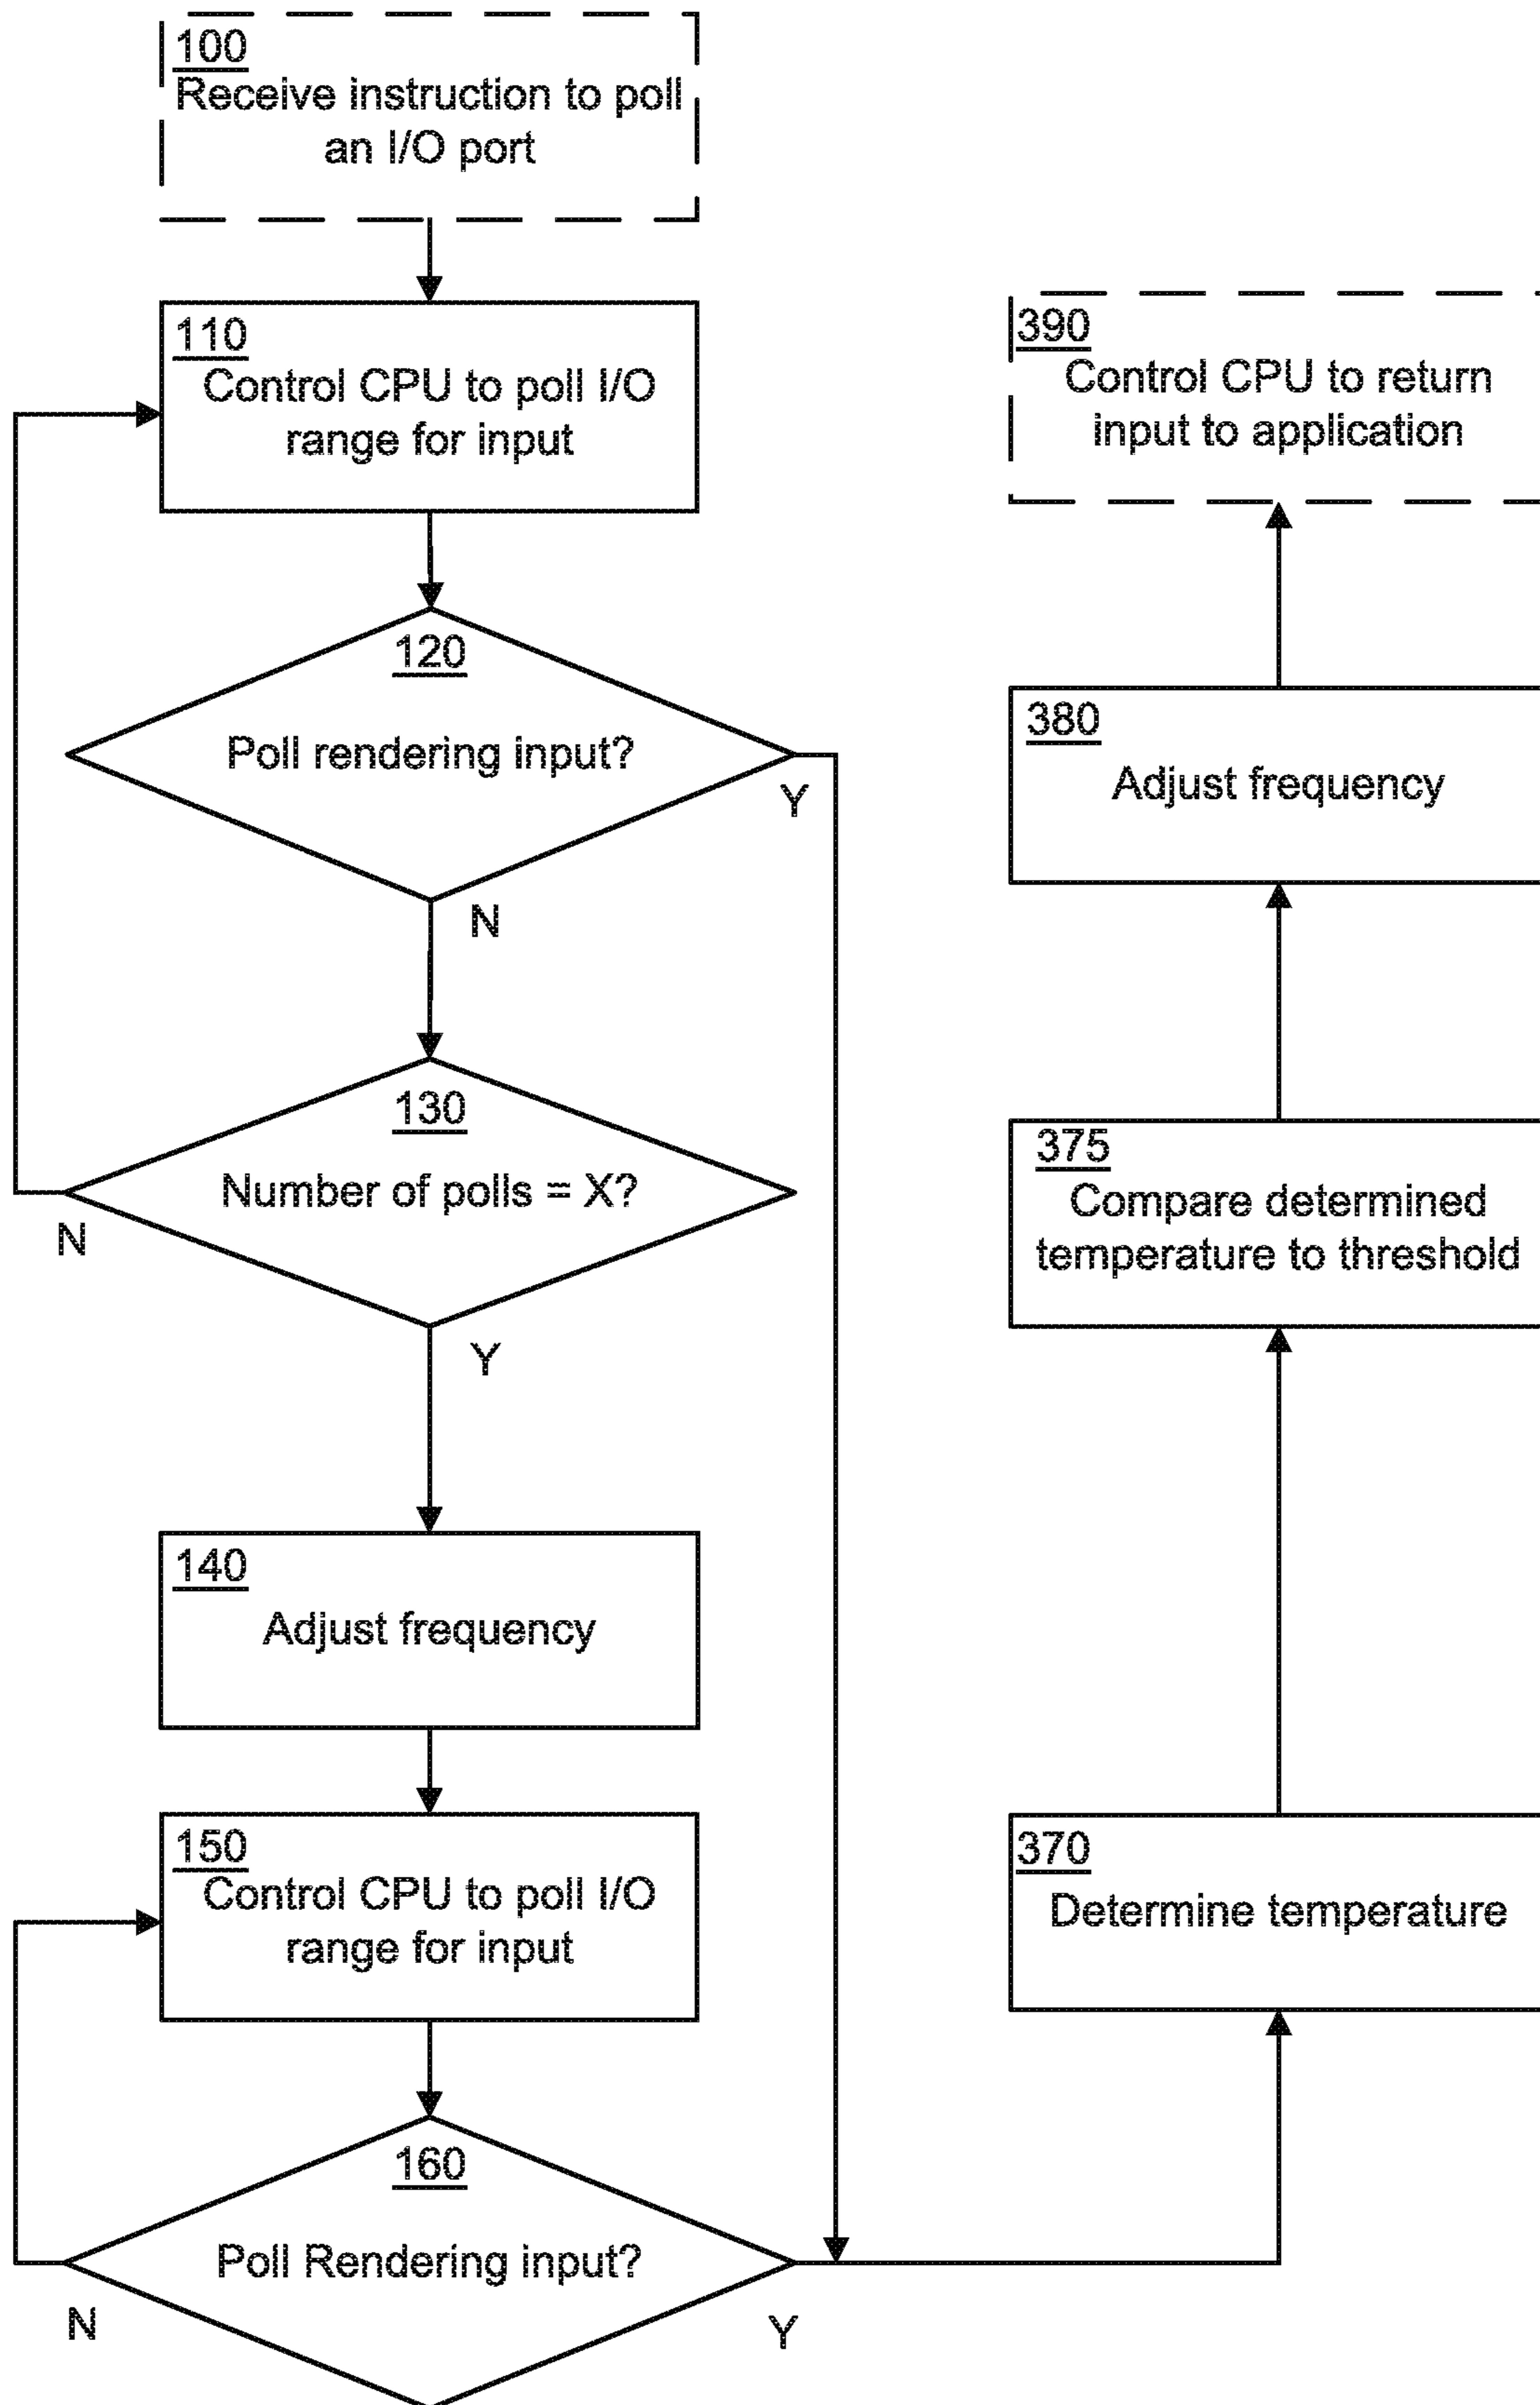 100
Receive instruction to poll
an I/O port
110
Control CPU to poll I/O
range for input
120
Poll rendering input?
Y
N
130
Number of polls = X?
N
Y
140
Adjust frequency
150
Control CPU to poll I/O
range for input
160
Poll Rendering input?
N
Y
370
Determine temperature
375
Compare determined
temperature to threshold
380
Adjust frequency
390
Control CPU to return
input to application